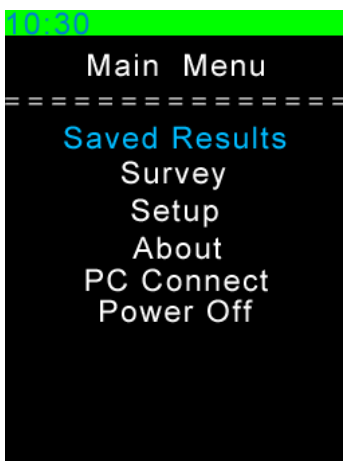 10:30
Main Menu
===============
Saved Results
Survey
Setup
About
PC Connect
Power Off